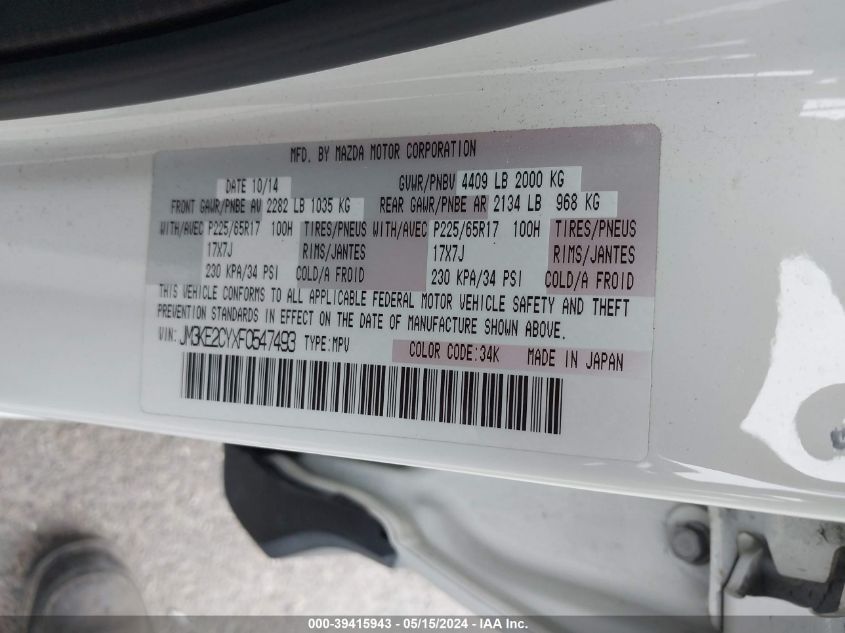 MFD. BY MAZDA MOTOR CORPORATION
DATE 10/14 GVWR/PNBV 4409 LB 2000 KG
FRONT GAWR/PNBE AV 2282 LB 1035 KG REAR GAWR/PNBE AR 2134 LB 968 KG
WITH/AVEC P225/65R17 100H TIRES/PNEUS WITH/AVEC P225/65R17 100H TIRES/PNEUS
17X7J RIMS/JANTES 17X7J RIMS/JANTES
230 KPA/34 PSI COLD/A FROID 230 KPA/34 PSI COLD/A FROID
THIS VEHICLE CONFORMS TO ALL APPLICABLE FEDERAL MOTOR VEHICLE SAFETY AND THEFT
PREVENTION STANDARDS IN EFFECT ON THE DATE OF MANUFACTURE SHOWN ABOVE.
VIN: JM3KE2CYXF0547493 TYPE:MPV COLOR CODE:34K MADE IN JAPAN
000-39415943 - 05/15/2024 - IAA Inc.